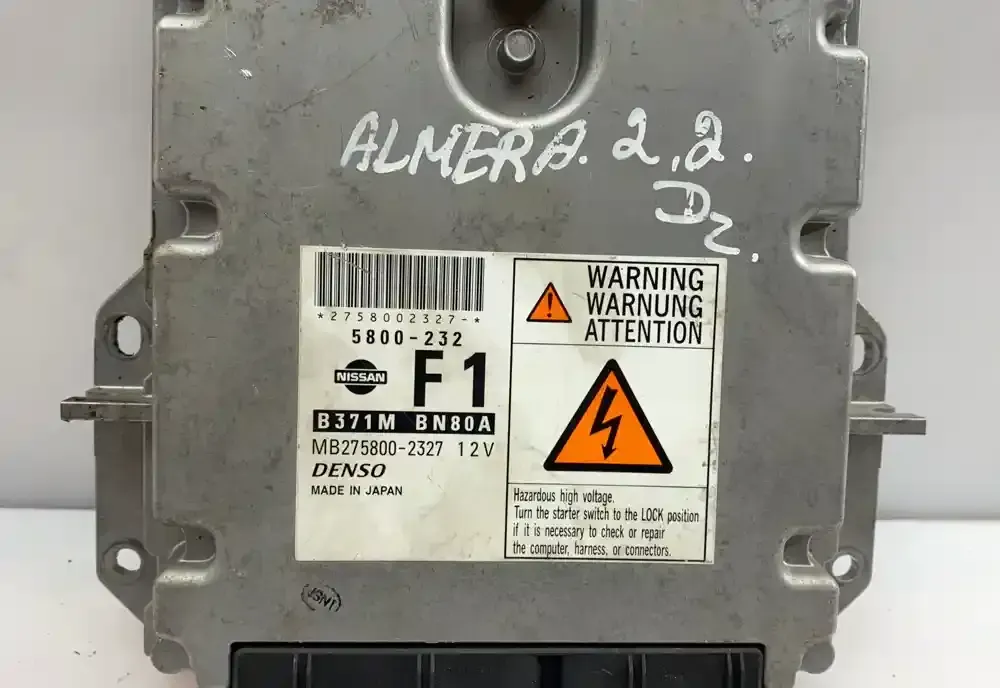 ALMERA. 2,2.
Dz.
*2758002327-*
5800-232
NISSAN
F1
B371M BN80A
MB275800-2327 12V
DENSO
MADE IN JAPAN
WARNING
WARNUNG
ATTENTION
Hazardous high voltage.
Turn the starter switch to the LOCK position
if it is necessary to check or repair
the computer, harness, or connectors.